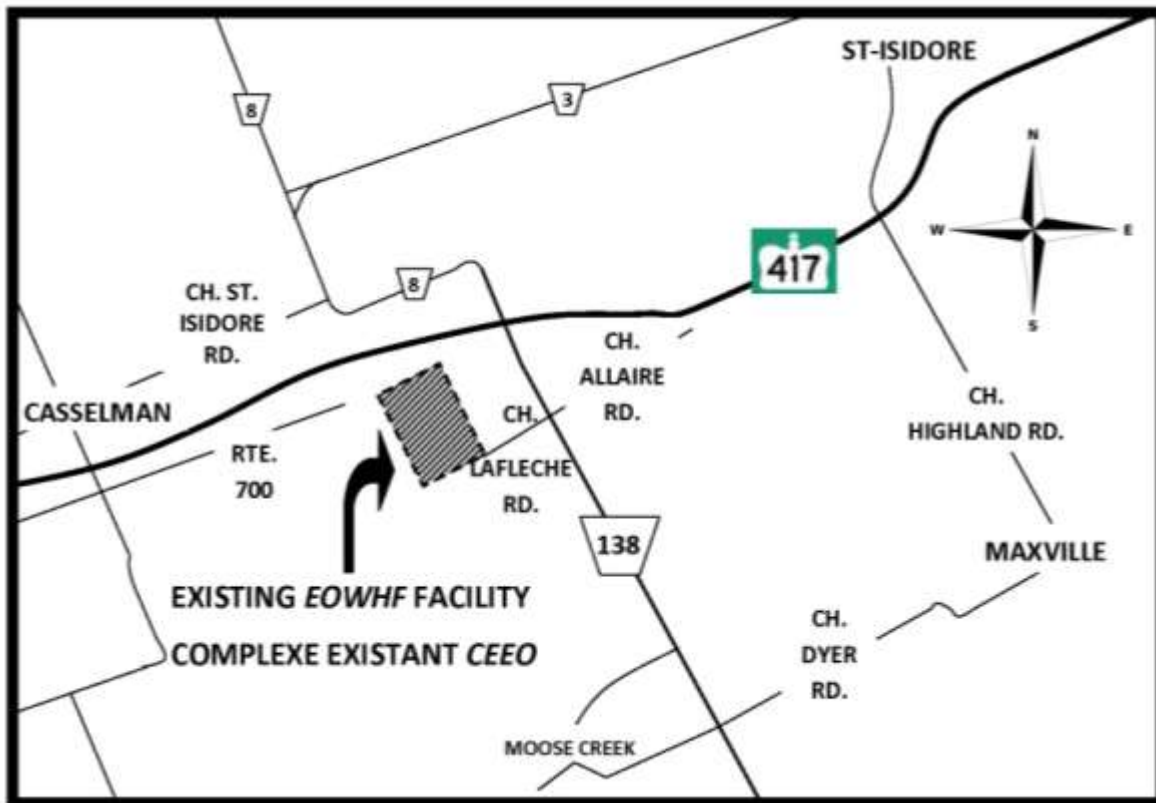 ST-ISIDORE
8
3
N
W
E
S
417
8
CH. ST.
ISIDORE
RD.
CH.
ALLAIRE
RD.
CASSELMAN
CH.
LAFLECHE
RD.
CH.
HIGHLAND RD.
RTE.
700
138
MAXVILLE
EXISTING EOWHF FACILITY
COMPLEXE EXISTANT CEEO
CH.
DYER
RD.
MOOSE CREEK